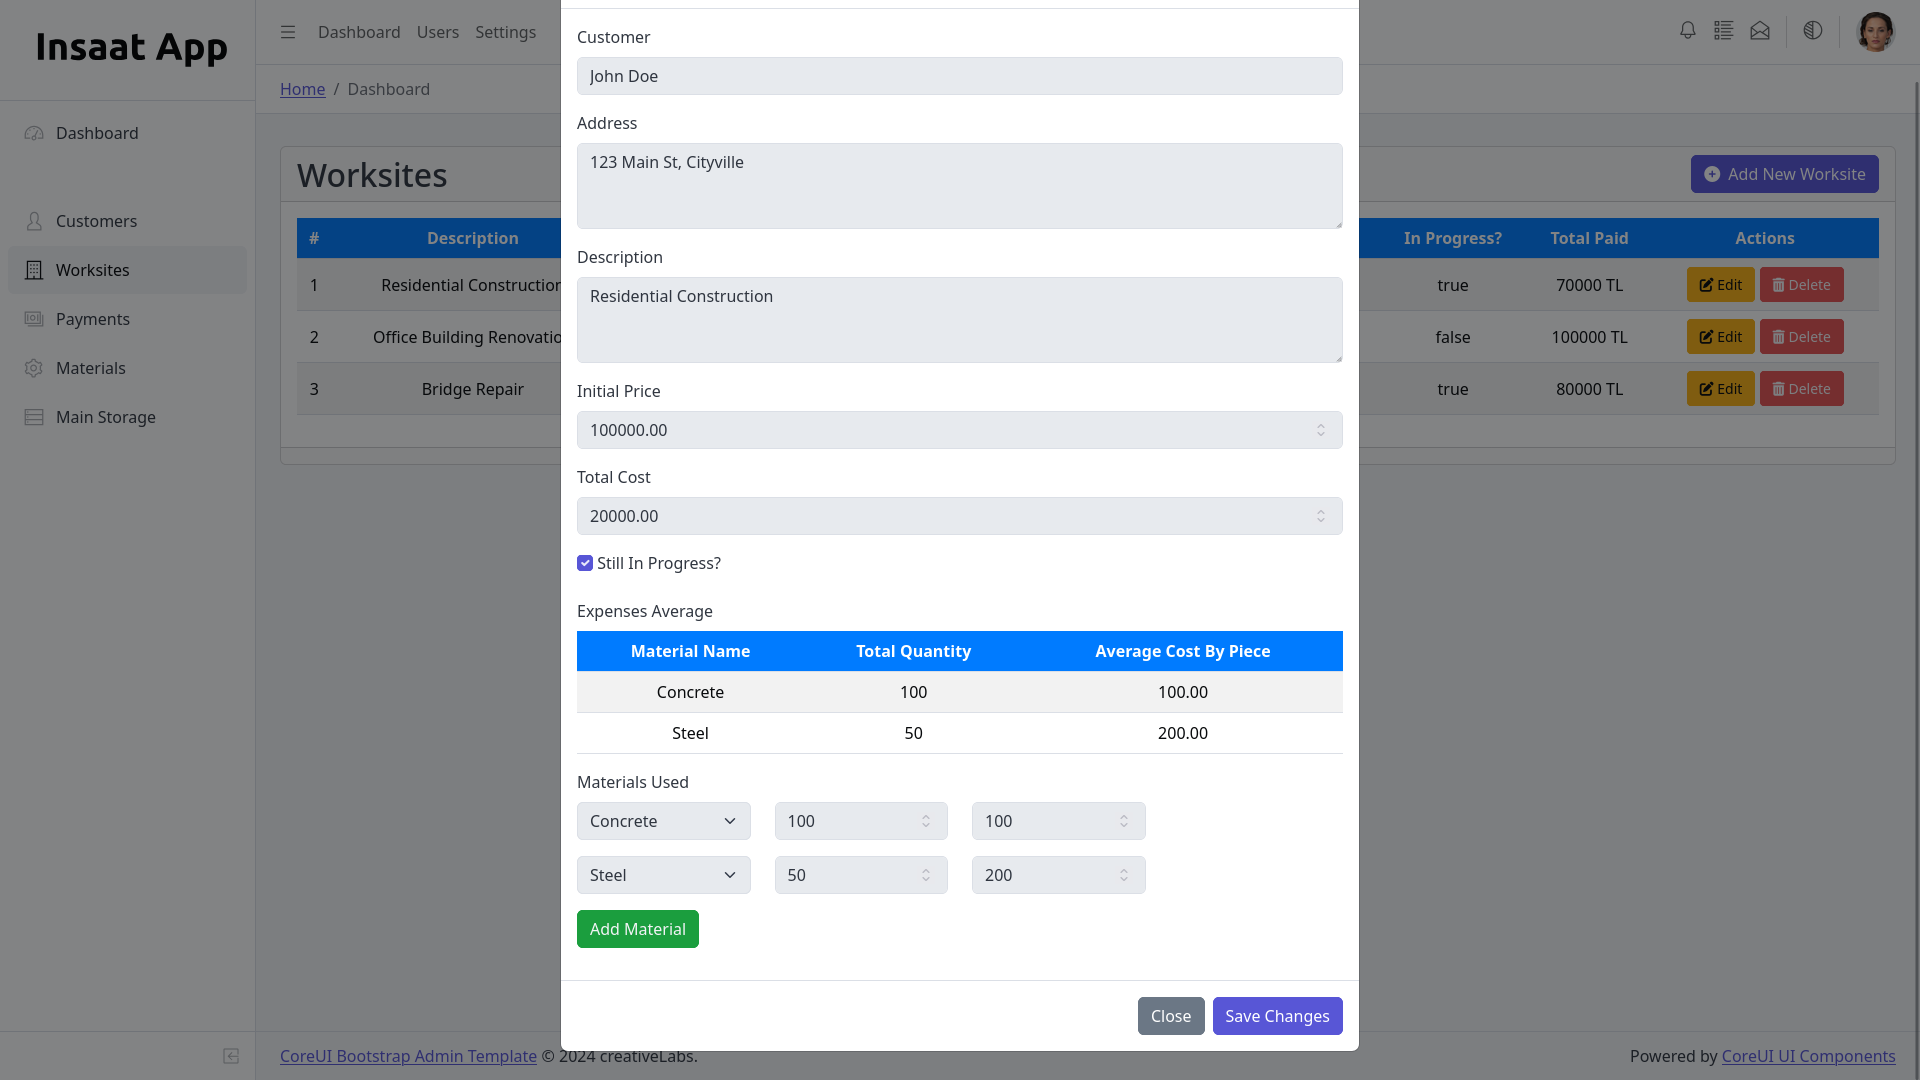 Insaat App
Dashboard Users Settings
Home / Dashboard
Dashboard
Customers
Worksites
Payments
Materials
Main Storage
Worksites
Add New Worksite
# Description In Progress? Total Paid Actions
1 Residential Construction true 70000 TL Edit Delete
2 Office Building Renovatio false 100000 TL Edit Delete
3 Bridge Repair true 80000 TL Edit Delete
Customer
John Doe
Address
123 Main St, Cityville
Description
Residential Construction
Initial Price
100000.00
Total Cost
20000.00
Still In Progress?
Expenses Average
Material Name Total Quantity Average Cost By Piece
Concrete 100 100.00
Steel 50 200.00
Materials Used
Concrete 100 100
Steel 50 200
Add Material
Close Save Changes
CoreUI Bootstrap Admin Template © 2024 creativeLabs.
Powered by CoreUI UI Components